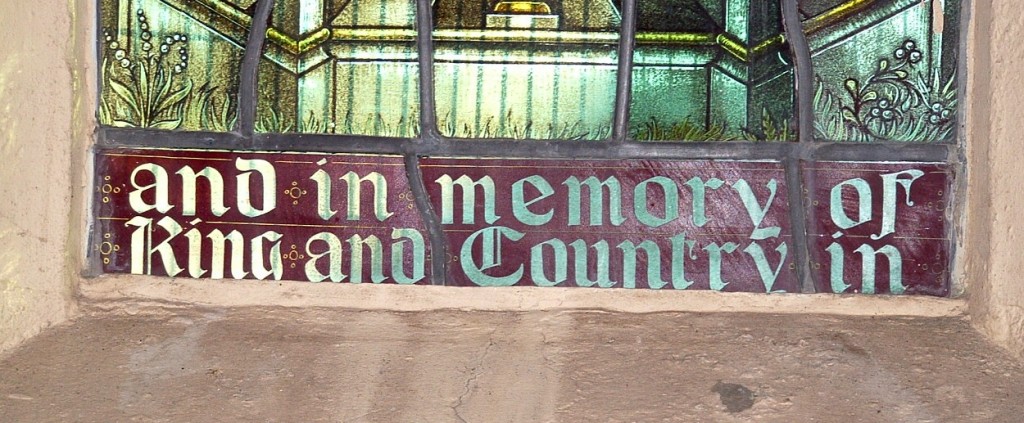 and in memory of
King and Country in